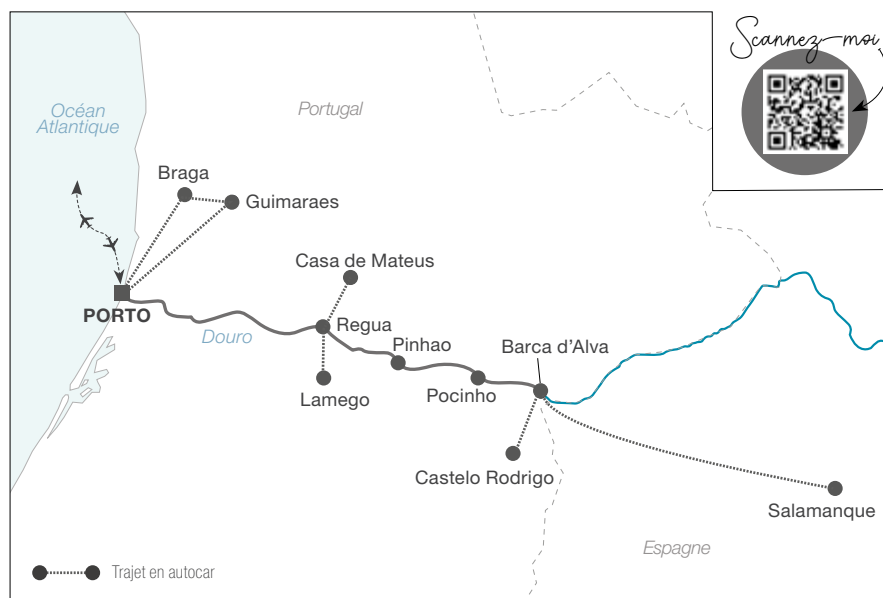 Scannez-moi
Océan
Atlantique
Portugal
Braga
Guimaraes
Casa de Mateus
PORTO
Regua
Douro
Pinhao
Barca d'Alva
Lamego
Pocinho
Castelo Rodrigo
Salamanque
Espagne
Trajet en autocar